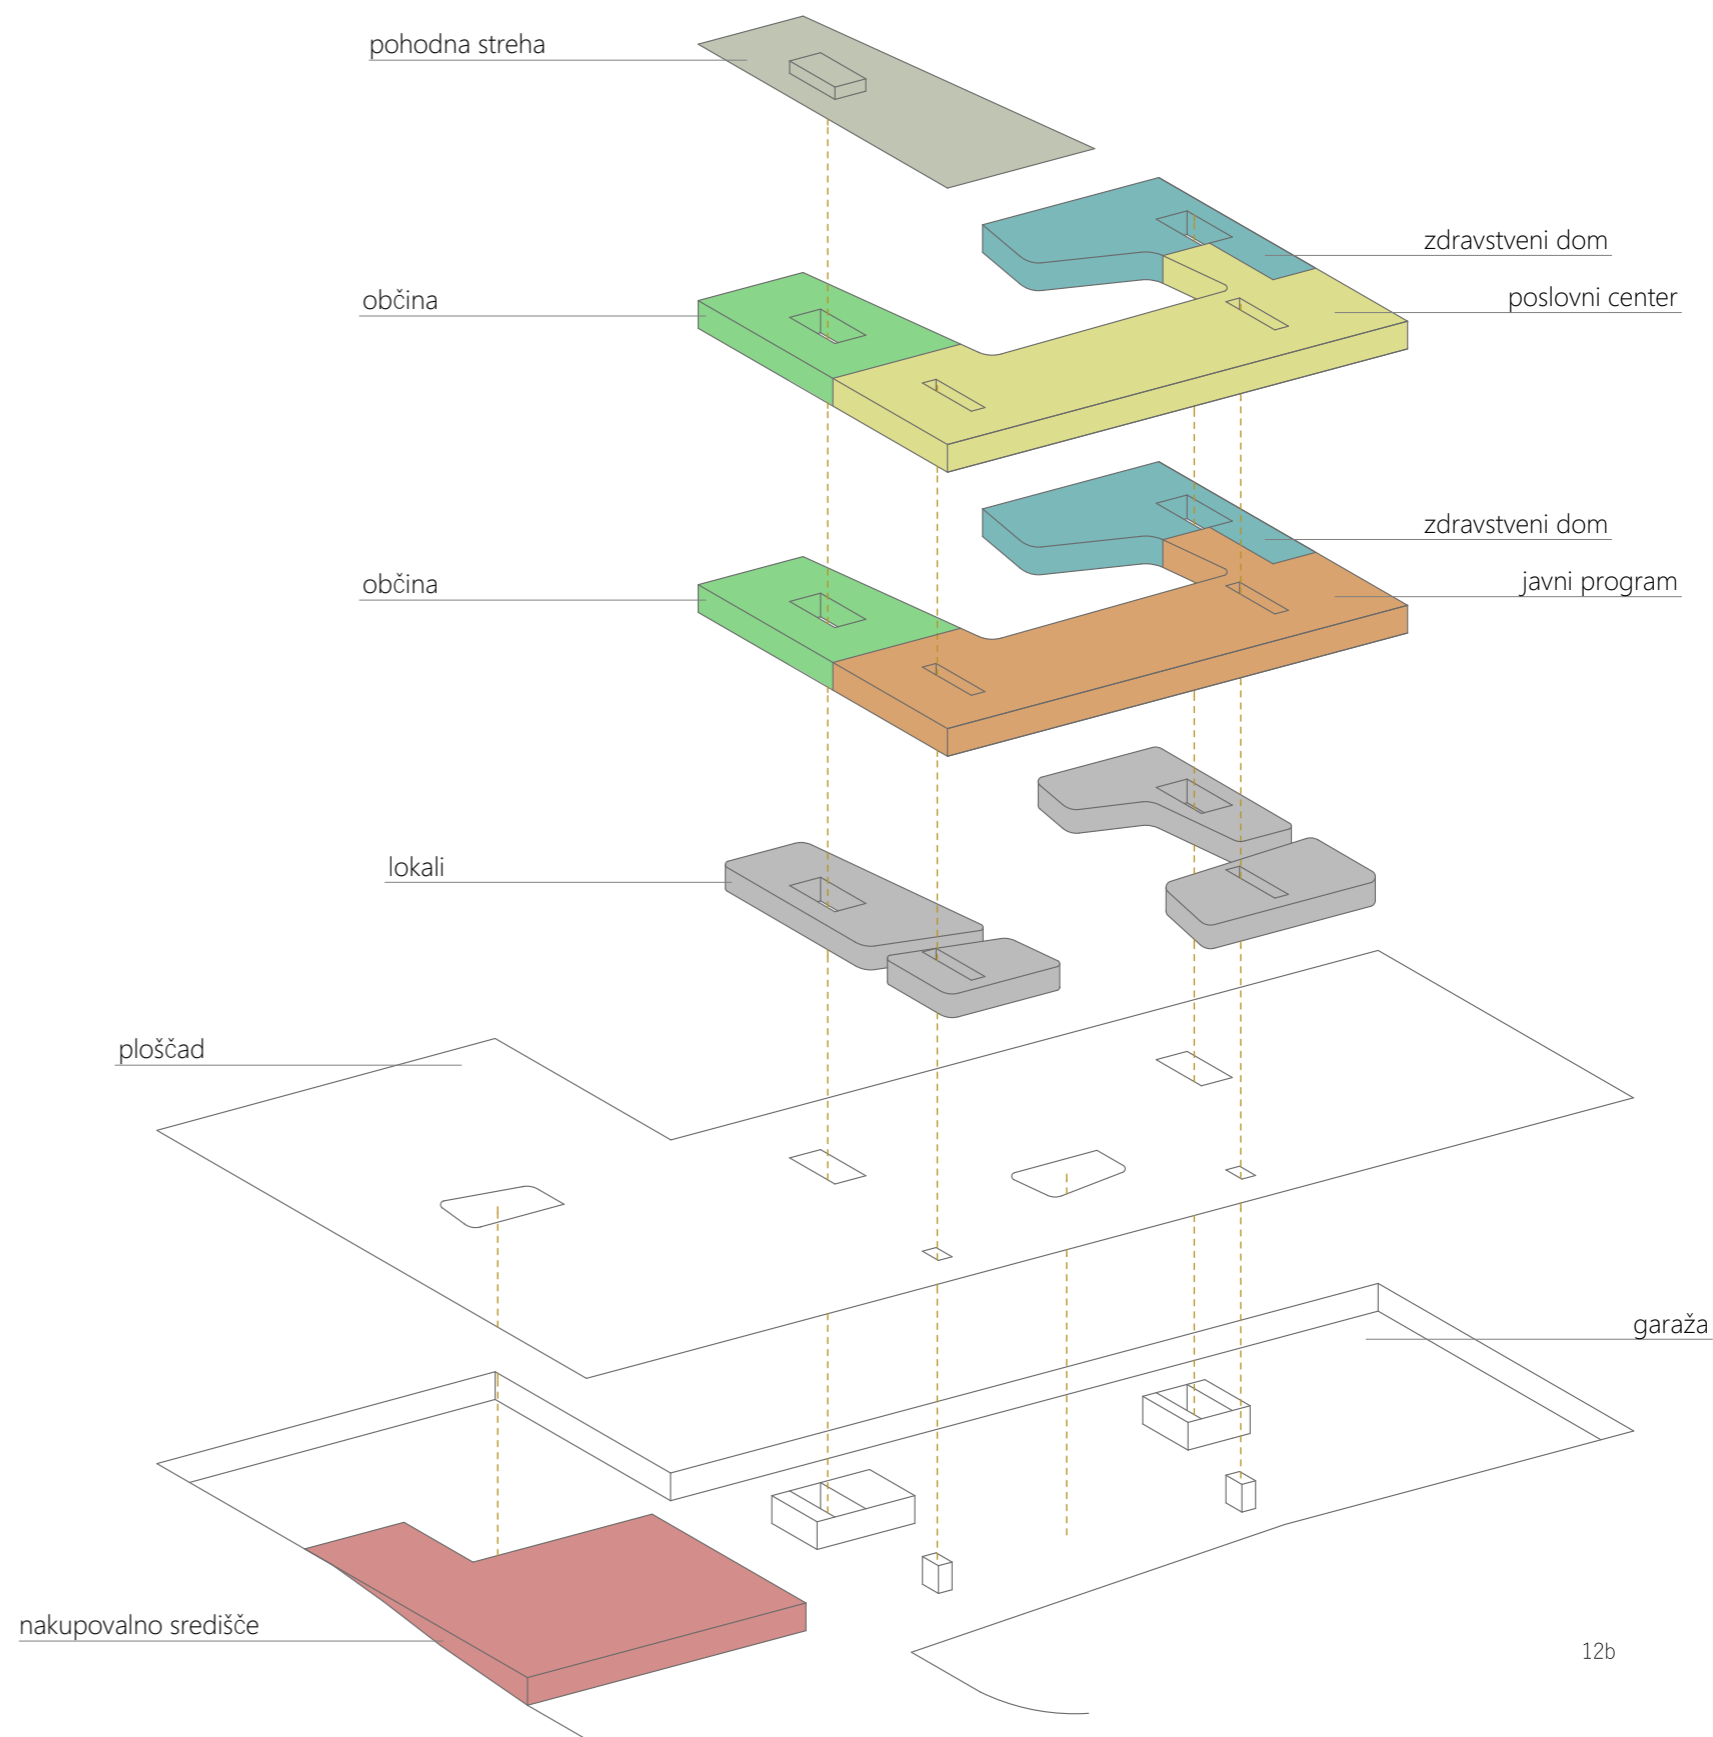 pohodna streha
zdravstveni dom
občina
poslovni center
zdravstveni dom
občina
javni program
lokali
ploščad
garaža
nakupovalno središče
12b